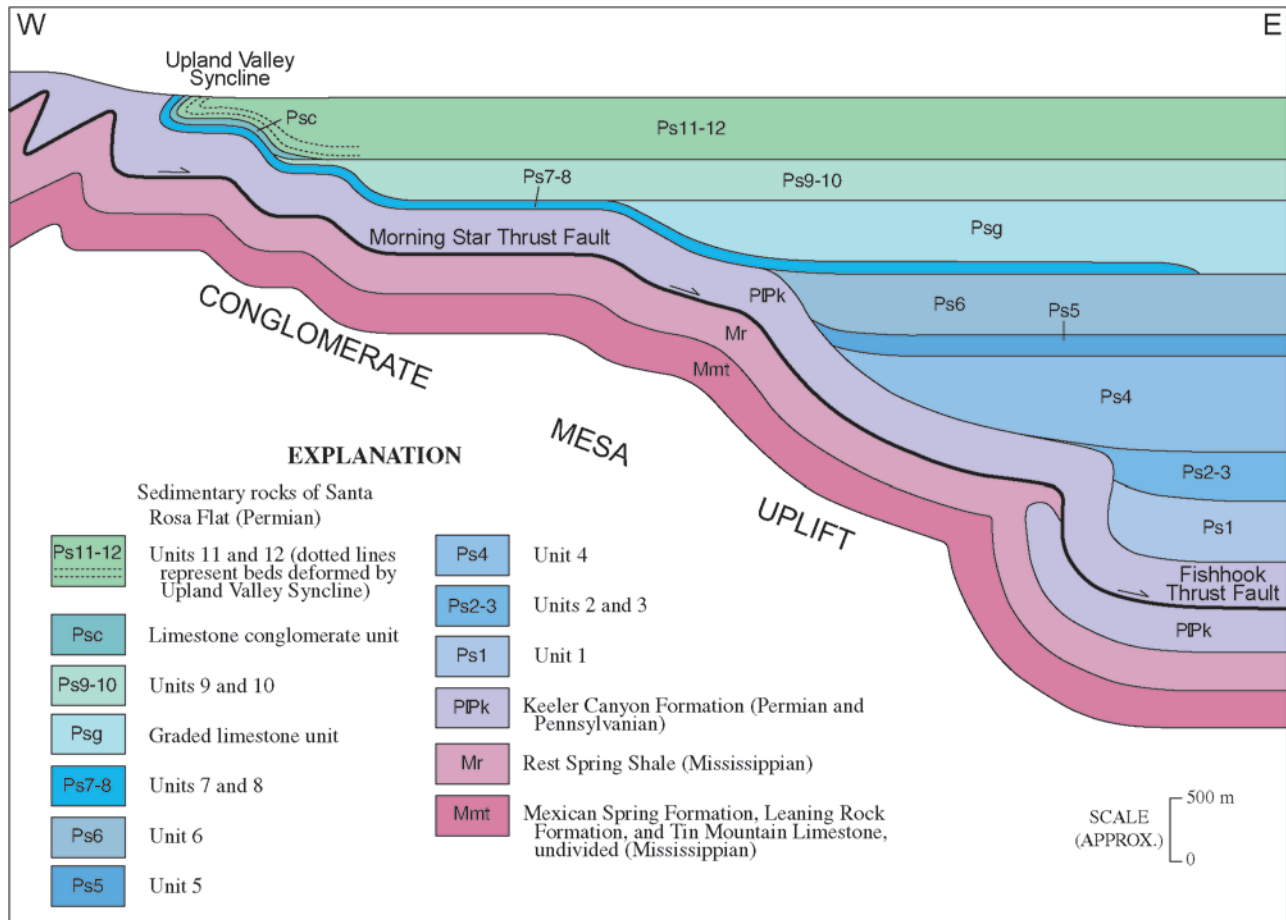 W
E
Upland Valley
Syncline
Psc
Ps11-12
Ps7-8
Ps9-10
Psg
Morning Star Thrust Fault
PℙPk
Ps6
Ps5
Mr
Mmt
Ps4
CONGLOMERATE
MESA
UPLIFT
Ps2-3
Ps1
Fishhook
Thrust Fault
PℙPk
EXPLANATION
Sedimentary rocks of Santa
Rosa Flat (Permian)
Ps11-12
Units 11 and 12 (dotted lines
represent beds deformed by
Upland Valley Syncline)
Psc
Limestone conglomerate unit
Ps9-10
Units 9 and 10
Psg
Graded limestone unit
Ps7-8
Units 7 and 8
Ps6
Unit 6
Ps5
Unit 5
Ps4
Unit 4
Ps2-3
Units 2 and 3
Ps1
Unit 1
PℙPk
Keeler Canyon Formation (Permian and
Pennsylvanian)
Mr
Rest Spring Shale (Mississippian)
Mmt
Mexican Spring Formation, Leaning Rock
Formation, and Tin Mountain Limestone,
undivided (Mississippian)
SCALE
(APPROX.)
500 m
0